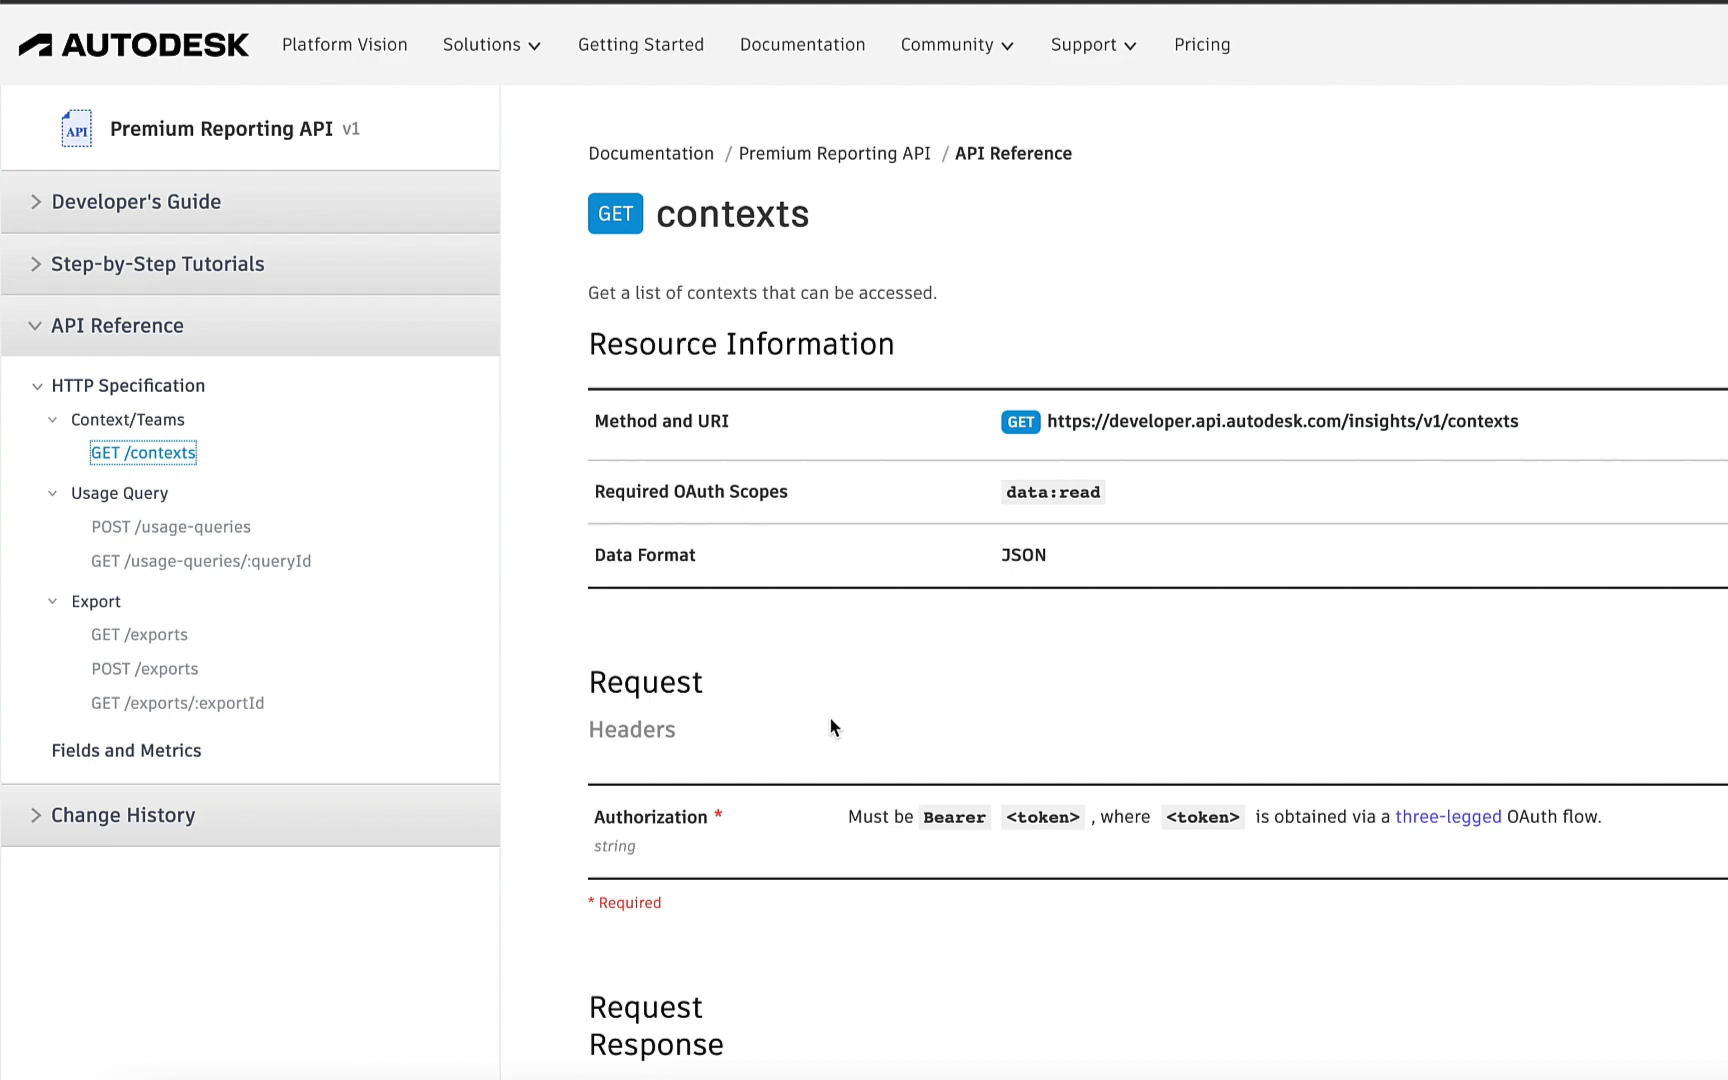 AUTODESK Platform Vision Solutions Getting Started Documentation Community Support Pricing
API Premium Reporting API v1
Developer's Guide
Step-by-Step Tutorials
API Reference
HTTP Specification
Context/Teams
GET /contexts
Usage Query
POST /usage-queries
GET /usage-queries/:queryId
Export
GET /exports
POST /exports
GET /exports/:exportId
Fields and Metrics
Change History
Documentation / Premium Reporting API / API Reference
GET contexts
Get a list of contexts that can be accessed.
Resource Information
Method and URI GET https://developer.api.autodesk.com/insights/v1/contexts
Required OAuth Scopes data:read
Data Format JSON
Request
Headers
Authorization * Must be Bearer <token> , where <token> is obtained via a three-legged OAuth flow.
string
* Required
Request
Response